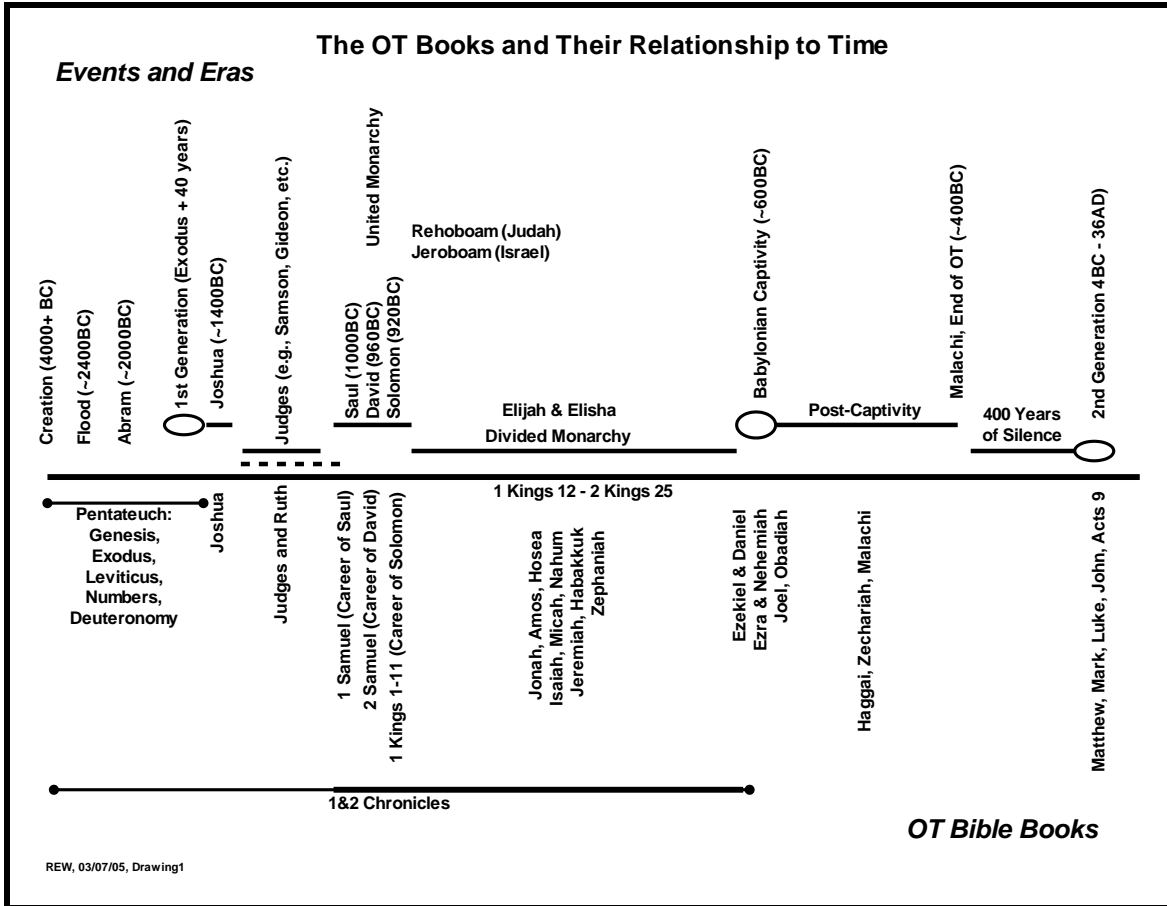 The OT Books and Their Relationship to Time
Events and Eras
Creation (4000+ BC)
Flood (~2400BC)
Abram (~2000BC)
1st Generation (Exodus + 40 years)
Joshua (~1400BC)
Judges (e.g., Samson, Gideon, etc.)
United Monarchy
Saul (1000BC)
David (960BC)
Solomon (920BC)
Rehoboam (Judah)
Jeroboam (Israel)
Elijah & Elisha
Divided Monarchy
Babylonian Captivity (~600BC)
Post-Captivity
Malachi, End of OT (~400BC)
400 Years
of Silence
2nd Generation 4BC - 36AD)
Pentateuch:
Genesis,
Exodus,
Leviticus,
Numbers,
Deuteronomy
Joshua
Judges and Ruth
1 Samuel (Career of Saul)
2 Samuel (Career of David)
1 Kings 1-11 (Career of Solomon)
1 Kings 12 - 2 Kings 25
Jonah, Amos, Hosea
Isaiah, Micah, Nahum
Jeremiah, Habakkuk
Zephaniah
Ezekiel & Daniel
Ezra & Nehemiah
Joel, Obadiah
Haggai, Zechariah, Malachi
Matthew, Mark, Luke, John, Acts 9
1&2 Chronicles
OT Bible Books
REW, 03/07/05, Drawing1